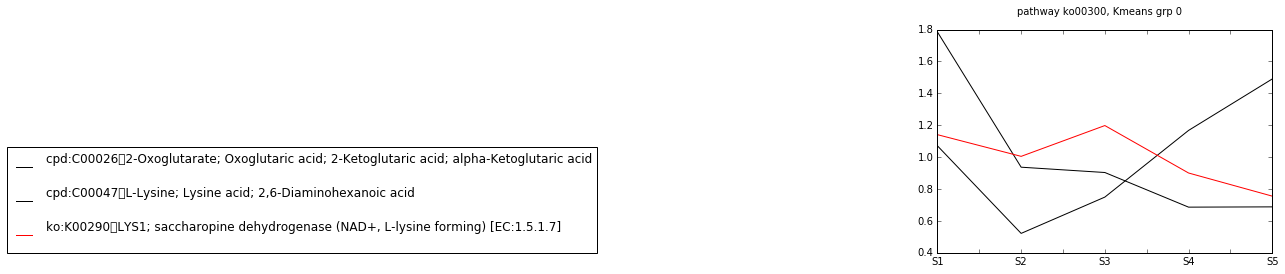 pathway ko00300, Kmeans grp 0
1.8
1.6
1.4
1.2
1.0
0.8
0.6
0.4
S1 S2 S3 S4 S5
cpd:C00026▯2-Oxoglutarate; Oxoglutaric acid; 2-Ketoglutaric acid; alpha-Ketoglutaric acid
cpd:C00047▯L-Lysine; Lysine acid; 2,6-Diaminohexanoic acid
ko:K00290▯LYS1; saccharopine dehydrogenase (NAD+, L-lysine forming) [EC:1.5.1.7]